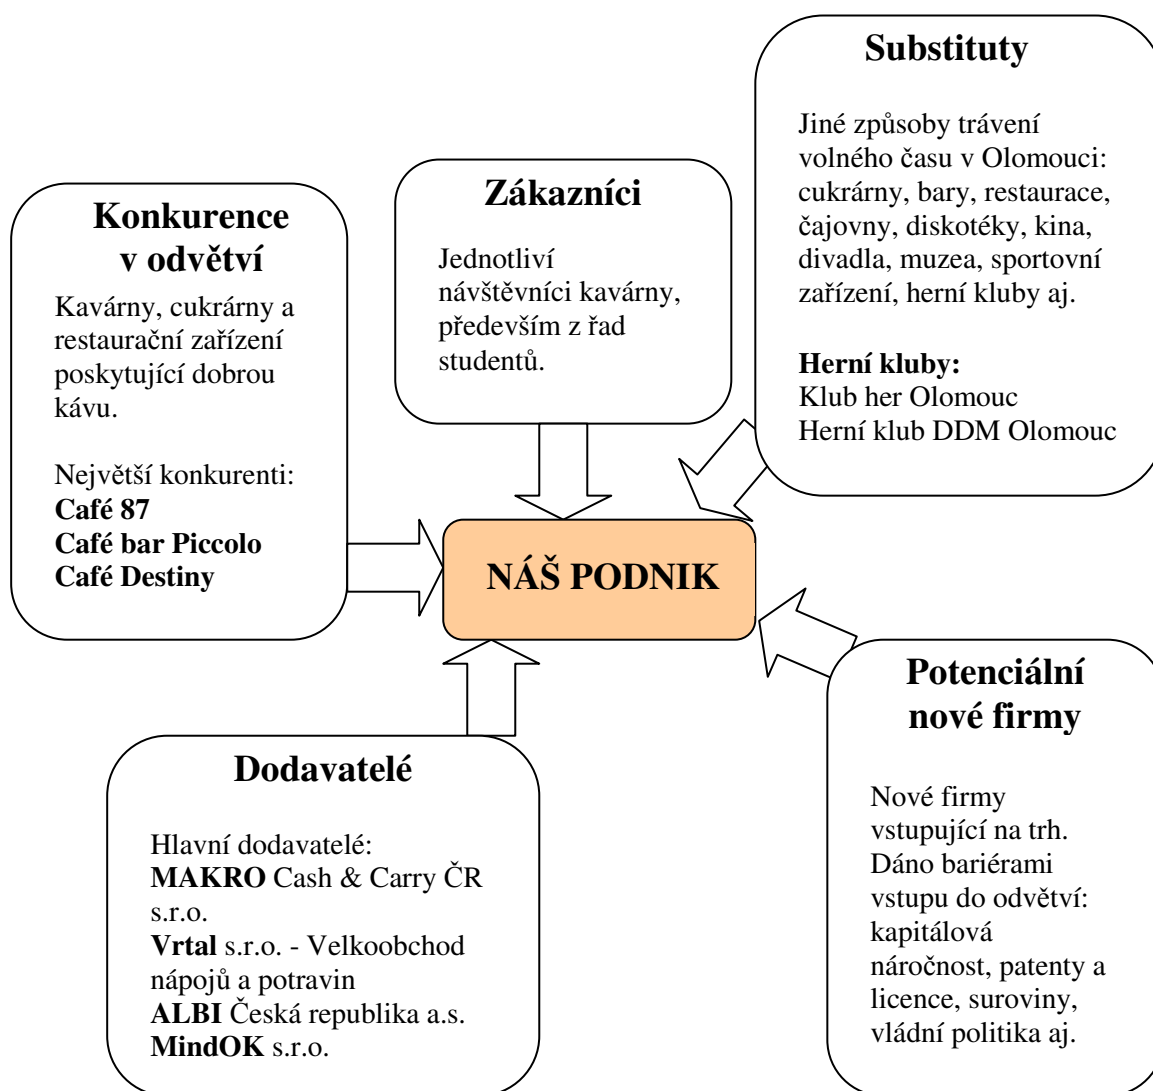 Substituty
Jiné způsoby trávení
volného času v Olomouci:
cukrárny, bary, restaurace,
čajovny, diskotéky, kina,
divadla, muzea, sportovní
zařízení, herní kluby aj.
Herní kluby:
Klub her Olomouc
Herní klub DDM Olomouc
Zákazníci
Jednotliví
návštěvníci kavárny,
především z řad
studentů.
Konkurence
v odvětví
Kavárny, cukrárny a
restaurační zařízení
poskytující dobrou
kávu.
Největší konkurenti:
Café 87
Café bar Piccolo
Café Destiny
NÁŠ PODNIK
Dodavatelé
Hlavní dodavatelé:
MAKRO Cash & Carry ČR
s.r.o.
Vrtal s.r.o. - Velkoobchod
nápojů a potravin
ALBI Česká republika a.s.
MindOK s.r.o.
Potenciální
nové firmy
Nové firmy
vstupující na trh.
Dáno bariérami
vstupu do odvětví:
kapitálová
náročnost, patenty a
licence, suroviny,
vládní politika aj.